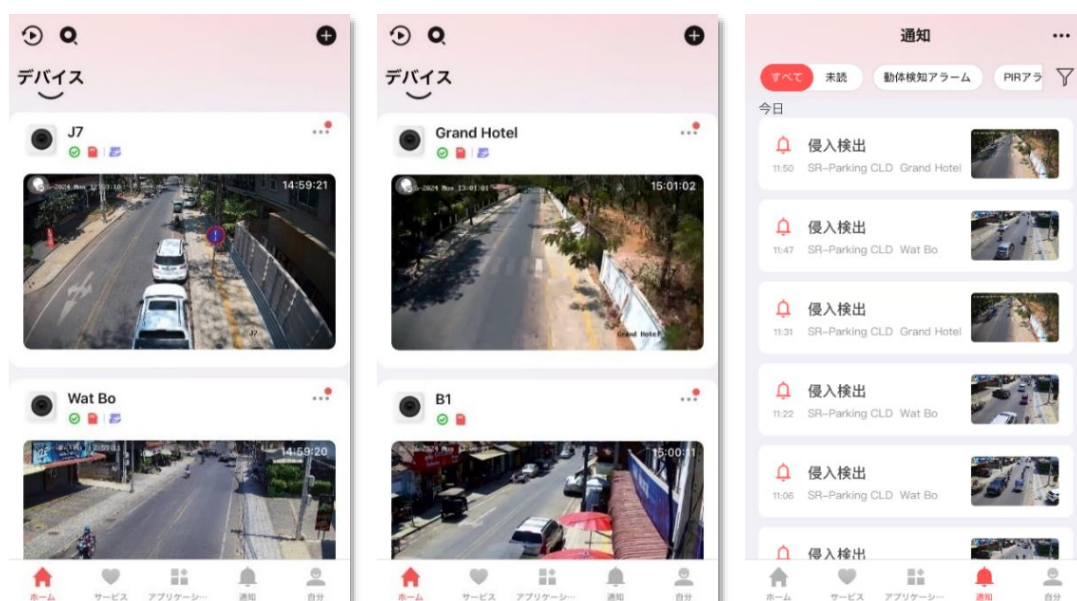 デバイス
J7
14:59:21
J7
Wat Bo
14:59:20
ホーム
サービス
アプリケーシ…
通知
自分
デバイス
Grand Hotel
-2024 Mon 13:01:01
15:01:02
Grand Hotel
B1
15:00:11
ホーム
サービス
アプリケーシ…
通知
自分
通知
すべて
未読
動体検知アラーム
PIRアラ
今日
侵入検出
11:50 SR-Parking CLD Grand Hotel
侵入検出
11:47 SR-Parking CLD Wat Bo
侵入検出
11:31 SR-Parking CLD Grand Hotel
侵入検出
11:22 SR-Parking CLD Wat Bo
侵入検出
11:06 SR-Parking CLD Wat Bo
侵入検出
ホーム
サービス
アプリケーシ…
通知
自分